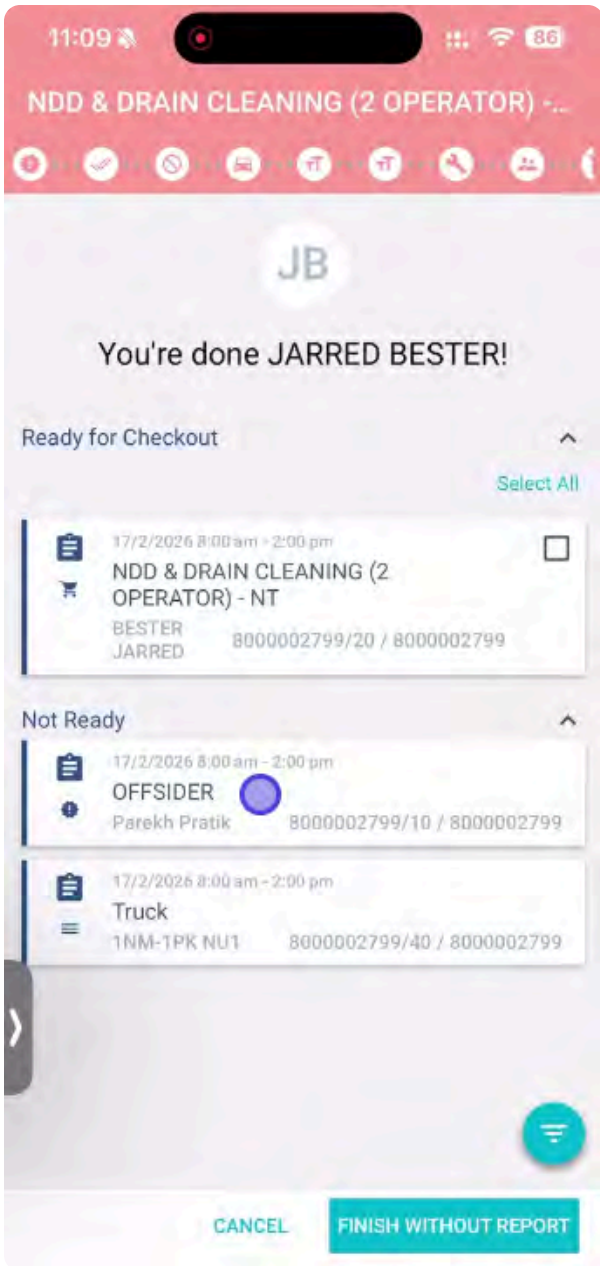 11:09
86
NDD & DRAIN CLEANING (2 OPERATOR) -...
JB
You're done JARRED BESTER!
Ready for Checkout
Select All
17/2/2026 8:00 am - 2:00 pm
NDD & DRAIN CLEANING (2
OPERATOR) - NT
BESTER
JARRED
8000002799/20 / 8000002799
Not Ready
17/2/2026 8:00 am - 2:00 pm
OFFSIDER
Parekh Pratik 8000002799/10 / 8000002799
17/2/2026 8:00 am - 2:00 pm
Truck
1NM-1PK NU1 8000002799/40 / 8000002799
CANCEL FINISH WITHOUT REPORT